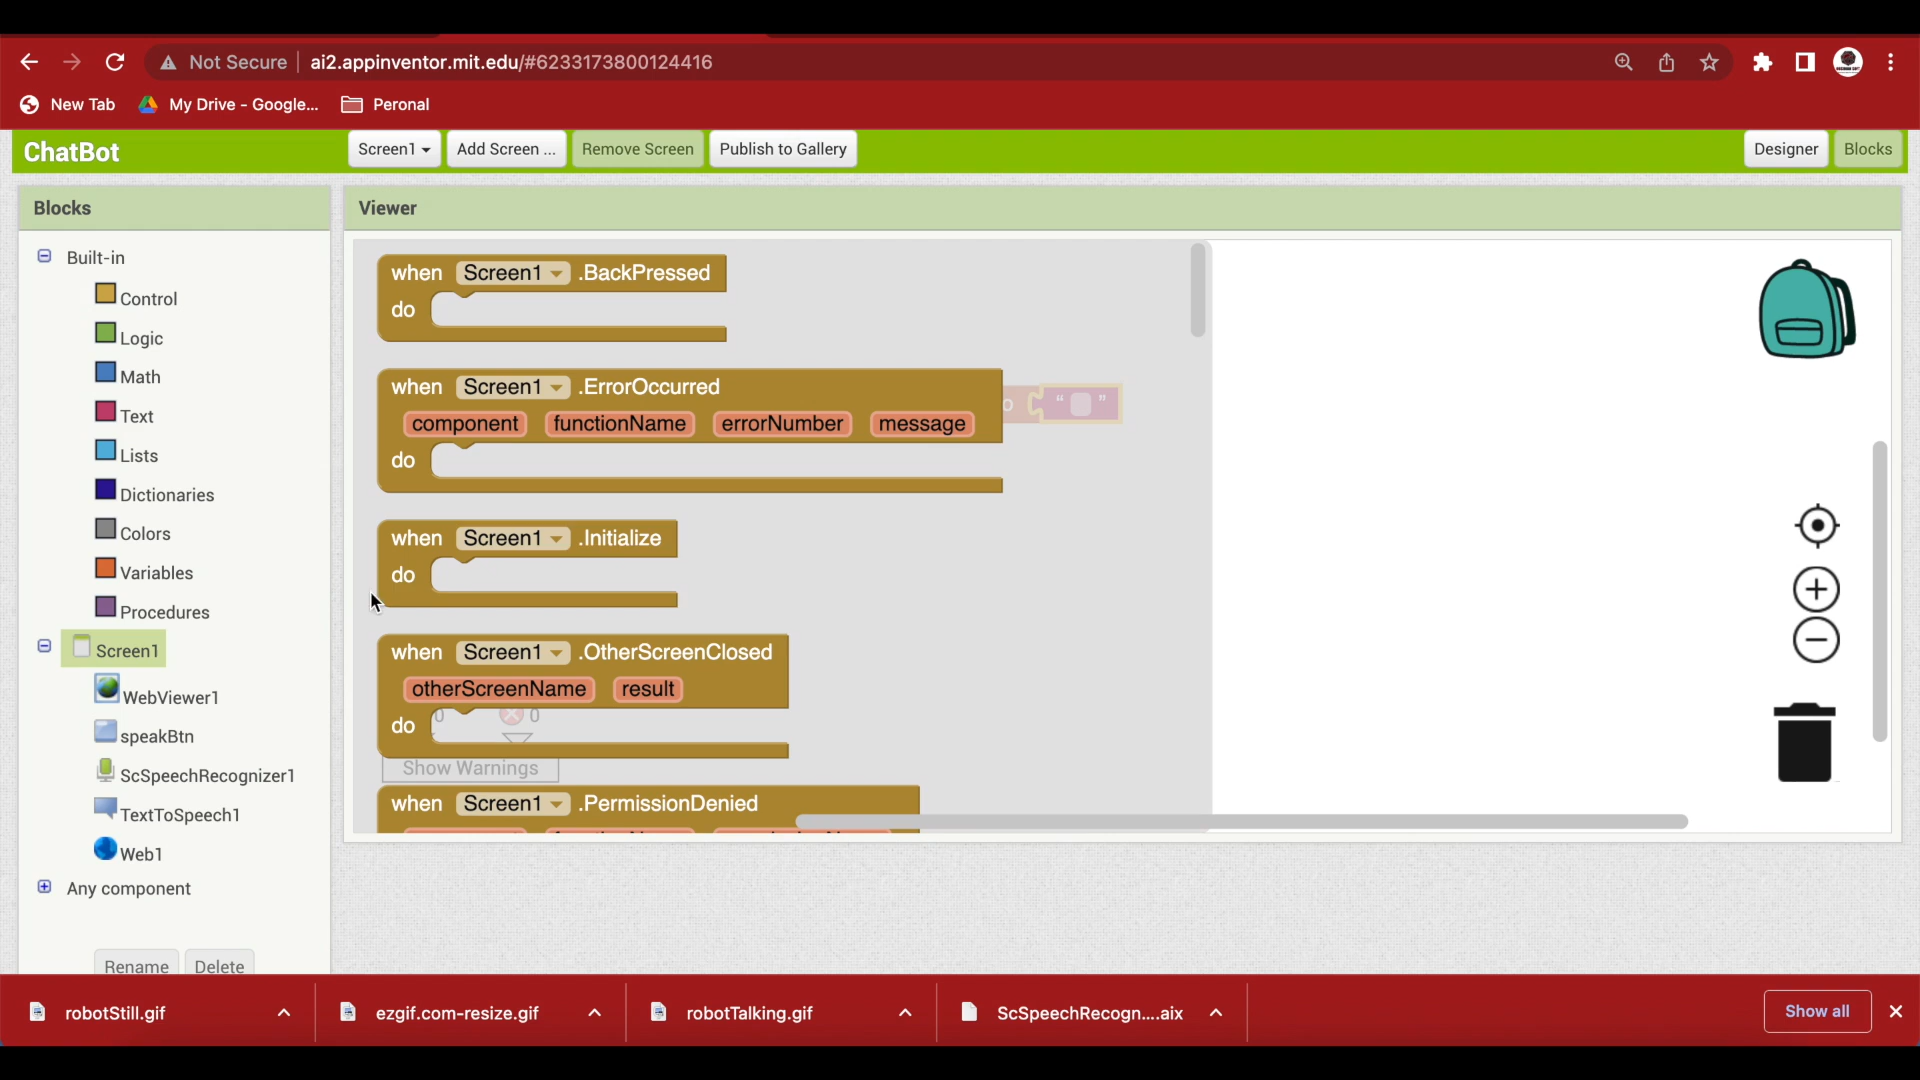 Not Secure ai2.appinventor.mit.edu/#6233173800124416
New Tab My Drive - Google... Peronal
ChatBot Screen1 Add Screen ... Remove Screen Publish to Gallery Designer Blocks
Blocks
Viewer
Built-in
Control
Logic
Math
Text
Lists
Dictionaries
Colors
Variables
Procedures
Screen1
WebViewer1
speakBtn
ScSpeechRecognizer1
TextToSpeech1
Web1
Any component
Rename Delete
when Screen1 .BackPressed
do
when Screen1 .ErrorOccurred
component functionName errorNumber message
do
o " "
when Screen1 .Initialize
do
when Screen1 .OtherScreenClosed
otherScreenName result
do
0 0
Show Warnings
when Screen1 .PermissionDenied
robotStill.gif ezgif.com-resize.gif robotTalking.gif ScSpeechRecogn....aix Show all